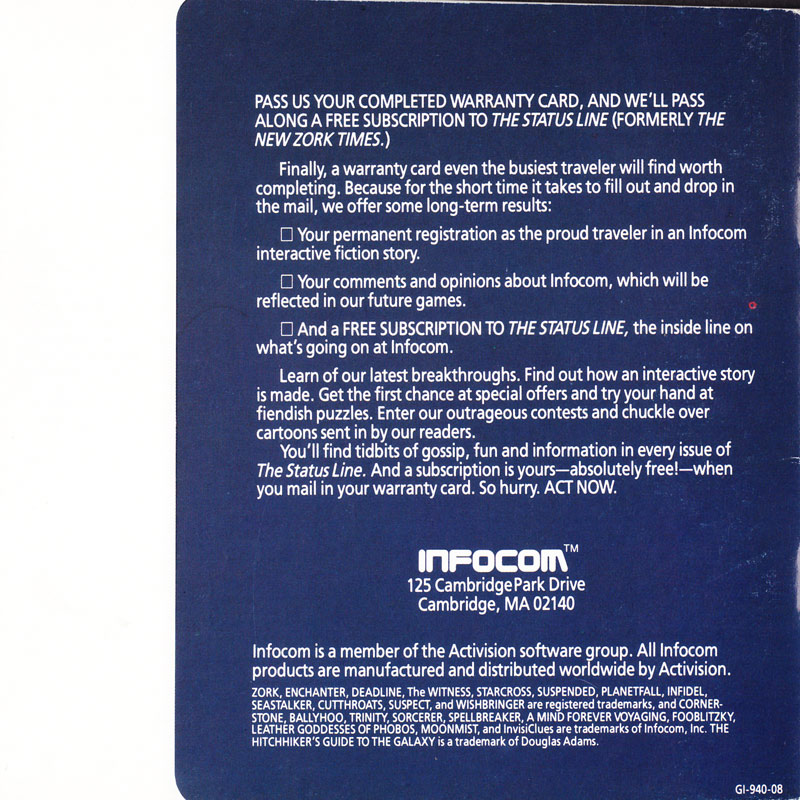 PASS US YOUR COMPLETED WARRANTY CARD, AND WE'LL PASS
ALONG A FREE SUBSCRIPTION TO THE STATUS LINE (FORMERLY THE
NEW ZORK TIMES.)
Finally, a warranty card even the busiest traveler will find worth
completing. Because for the short time it takes to fill out and drop in
the mail, we offer some long-term results:
□ Your permanent registration as the proud traveler in an Infocom
interactive fiction story.
□ Your comments and opinions about Infocom, which will be
reflected in our future games.
□ And a FREE SUBSCRIPTION TO THE STATUS LINE, the inside line on
what's going on at Infocom.
Learn of our latest breakthroughs. Find out how an interactive story
is made. Get the first chance at special offers and try your hand at
fiendish puzzles. Enter our outrageous contests and chuckle over
cartoons sent in by our readers.
You'll find tidbits of gossip, fun and information in every issue of
The Status Line. And a subscription is yours—absolutely free!—when
you mail in your warranty card. So hurry. ACT NOW.
INFOCOM™
125 CambridgePark Drive
Cambridge, MA 02140
Infocom is a member of the Activision software group. All Infocom
products are manufactured and distributed worldwide by Activision.
ZORK, ENCHANTER, DEADLINE, The WITNESS, STARCROSS, SUSPENDED, PLANETFALL, INFIDEL,
SEASTALKER, CUTTHROATS, SUSPECT, and WISHBRINGER are registered trademarks, and CORNER-
STONE, BALLYHOO, TRINITY, SORCERER, SPELLBREAKER, A MIND FOREVER VOYAGING, FOOBLITZKY,
LEATHER GODDESSES OF PHOBOS, MOONMIST, and InvisiClues are trademarks of Infocom, Inc. THE
HITCHHIKER'S GUIDE TO THE GALAXY is a trademark of Douglas Adams.
GI-940-08